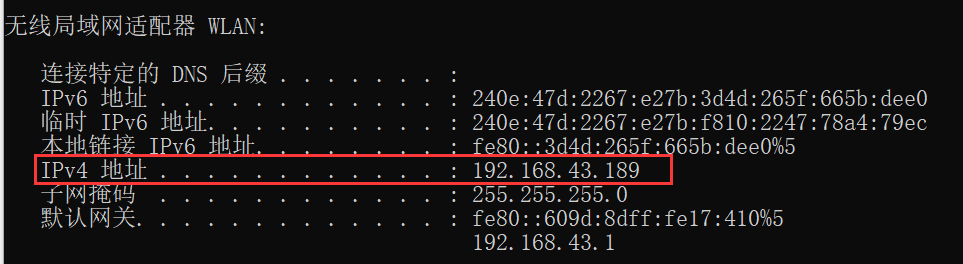 无线局域网适配器 WLAN:
连接特定的 DNS 后缀 . . . . . . . :
IPv6 地址 . . . . . . . . . . . . : 240e:47d:2267:e27b:3d4d:265f:665b:dee0
临时 IPv6 地址. . . . . . . . . . : 240e:47d:2267:e27b:f810:2247:78a4:79ec
本地链接 IPv6 地址. . . . . . . . : fe80::3d4d:265f:665b:dee0%5
IPv4 地址 . . . . . . . . . . . . : 192.168.43.189
子网掩码 . . . . . . . . . . . . : 255.255.255.0
默认网关. . . . . . . . . . . . . : fe80::609d:8dff:fe17:410%5
192.168.43.1